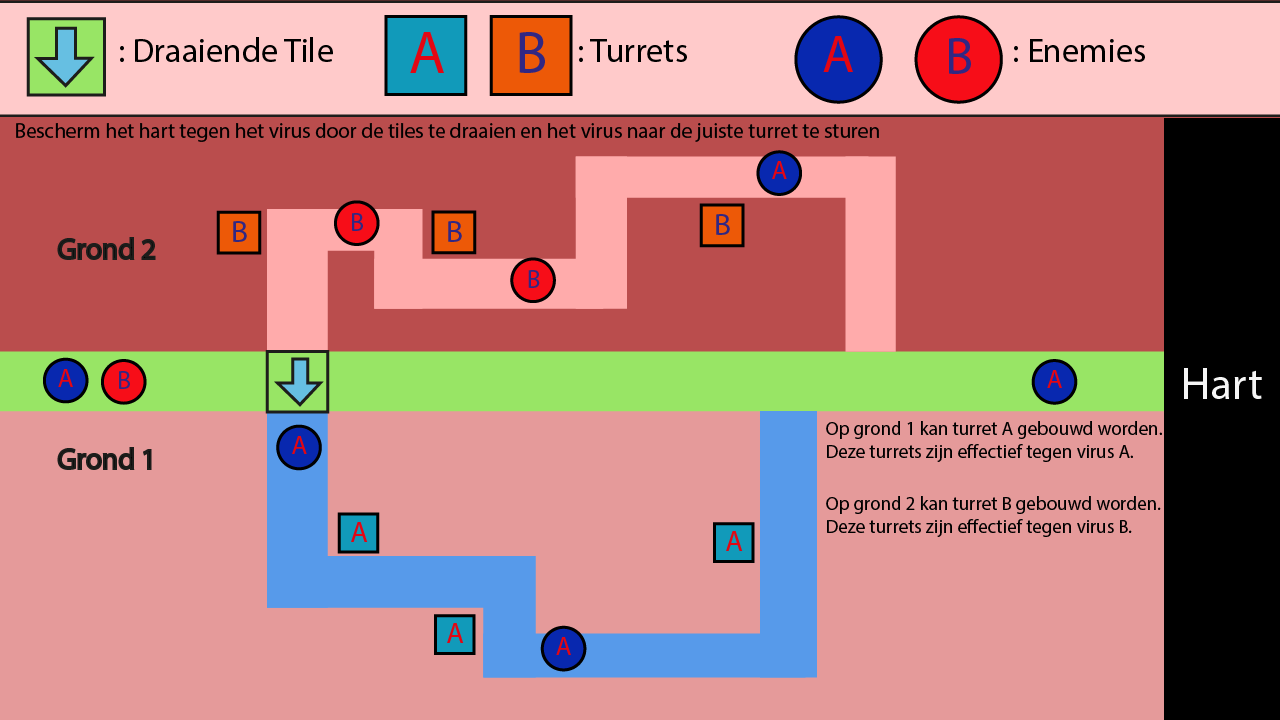 : Draaiende Tile
A
B
: Turrets
A
B
: Enemies
Bescherm het hart tegen het virus door de tiles te draaien en het virus naar de juiste turret te sturen
A
B
B
B
B
Grond 2
B
A
B
A
Hart
A
Grond 1
Op grond 1 kan turret A gebouwd worden.
Deze turrets zijn effectief tegen virus A.
Op grond 2 kan turret B gebouwd worden.
Deze turrets zijn effectief tegen virus B.
A
A
A
A